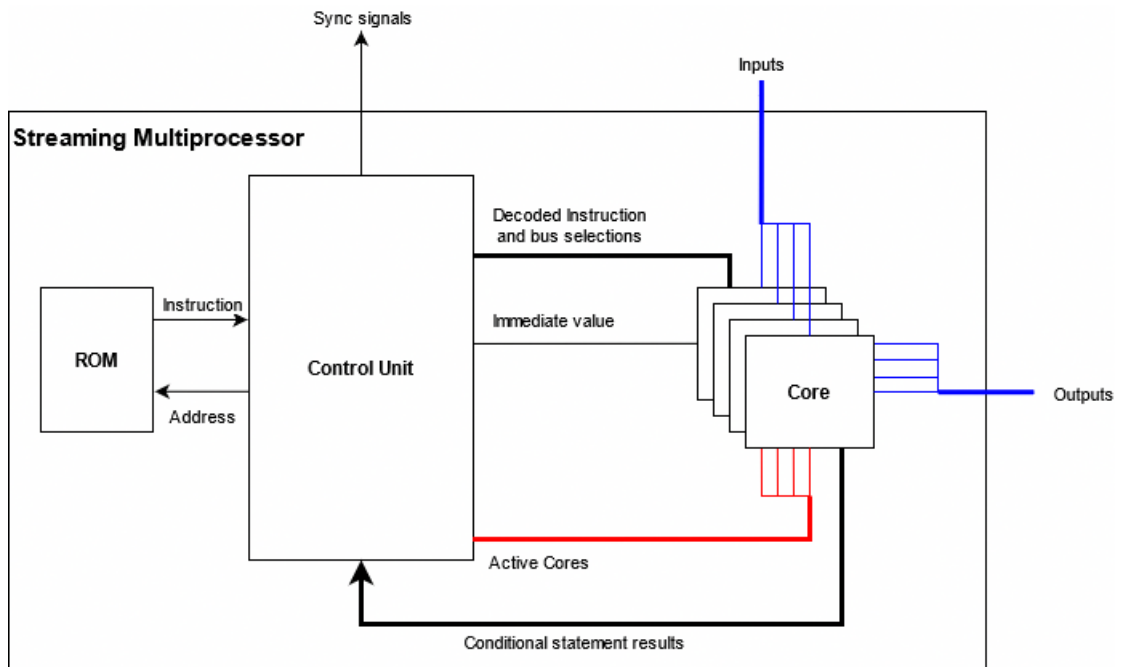 Sync signals
Inputs
Streaming Multiprocessor
Decoded Instruction
and bus selections
Instruction
Immediate value
ROM
Control Unit
Core
Address
Outputs
Active Cores
Conditional statement results